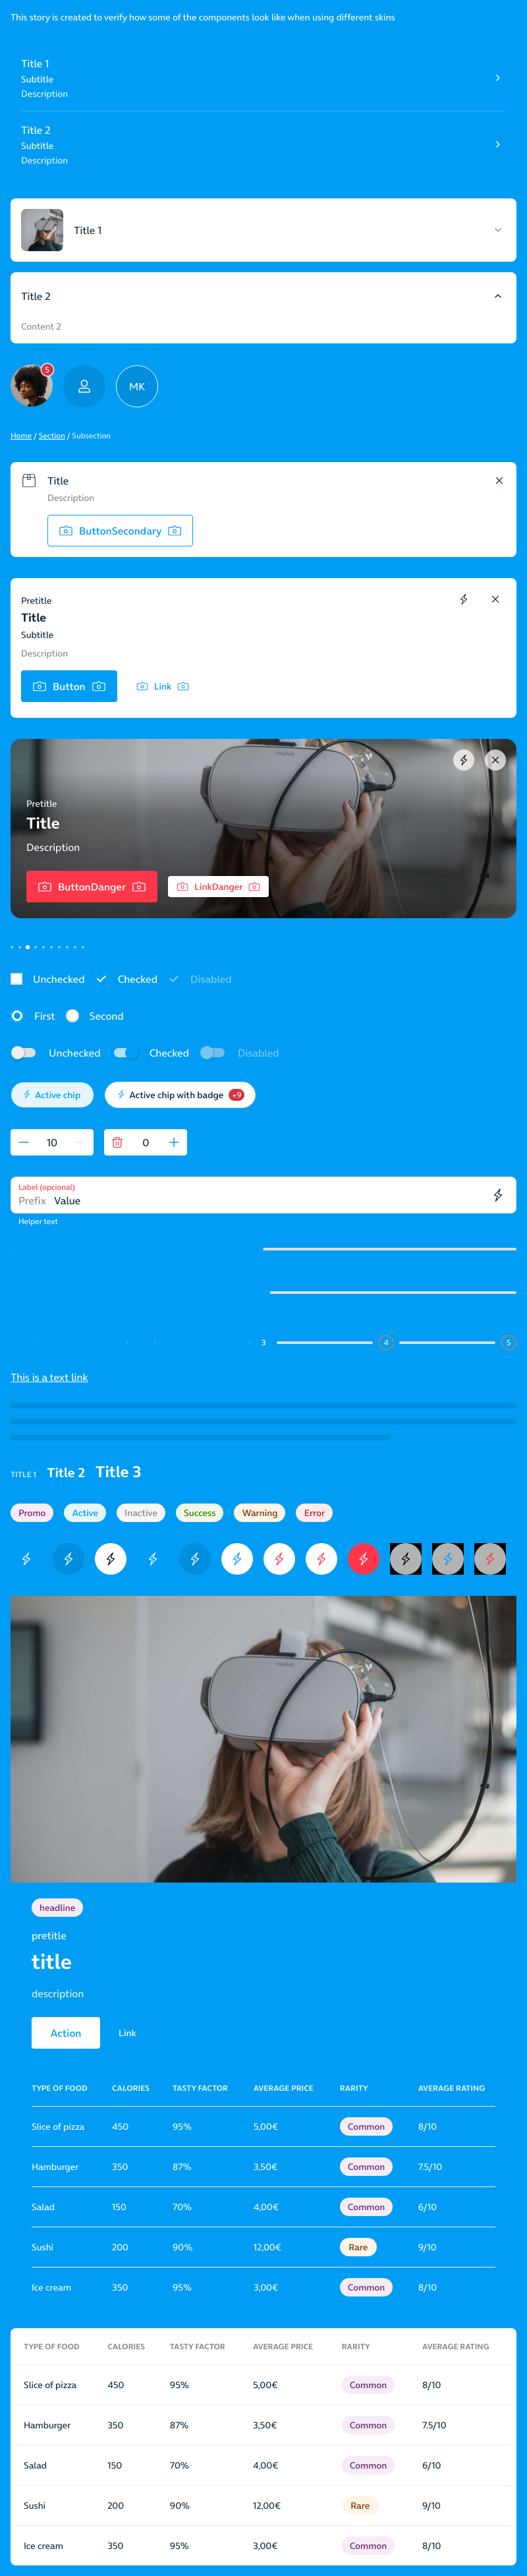 This story is created to verify how some of the components look like when using different skins
Title 1
Subtitle
Description
Title 2
Subtitle
Description
Title 1
Title 2
Content 2
5
MK
Home / Section / Subsection
Title
Description
ButtonSecondary
Pretitle
Title
Subtitle
Description
Button Link
oculus
Pretitle
Title
Description
ButtonDanger LinkDanger
Unchecked Checked Disabled
First Second
Unchecked Checked Disabled
Active chip Active chip with badge +9
10 0
Label (optional)
Prefix Value
Helper text
3 4 5
This is a text link
TITLE 1 Title 2 Title 3
Promo Active Inactive Success Warning Error
oculus
headline
pretitle
title
description
Action Link
TYPE OF FOOD CALORIES TASTY FACTOR AVERAGE PRICE RARITY AVERAGE RATING
Slice of pizza 450 95% 5,00€ Common 8/10
Hamburger 350 87% 3,50€ Common 7.5/10
Salad 150 70% 4,00€ Common 6/10
Sushi 200 90% 12,00€ Rare 9/10
Ice cream 350 95% 3,00€ Common 8/10
TYPE OF FOOD CALORIES TASTY FACTOR AVERAGE PRICE RARITY AVERAGE RATING
Slice of pizza 450 95% 5,00€ Common 8/10
Hamburger 350 87% 3,50€ Common 7.5/10
Salad 150 70% 4,00€ Common 6/10
Sushi 200 90% 12,00€ Rare 9/10
Ice cream 350 95% 3,00€ Common 8/10